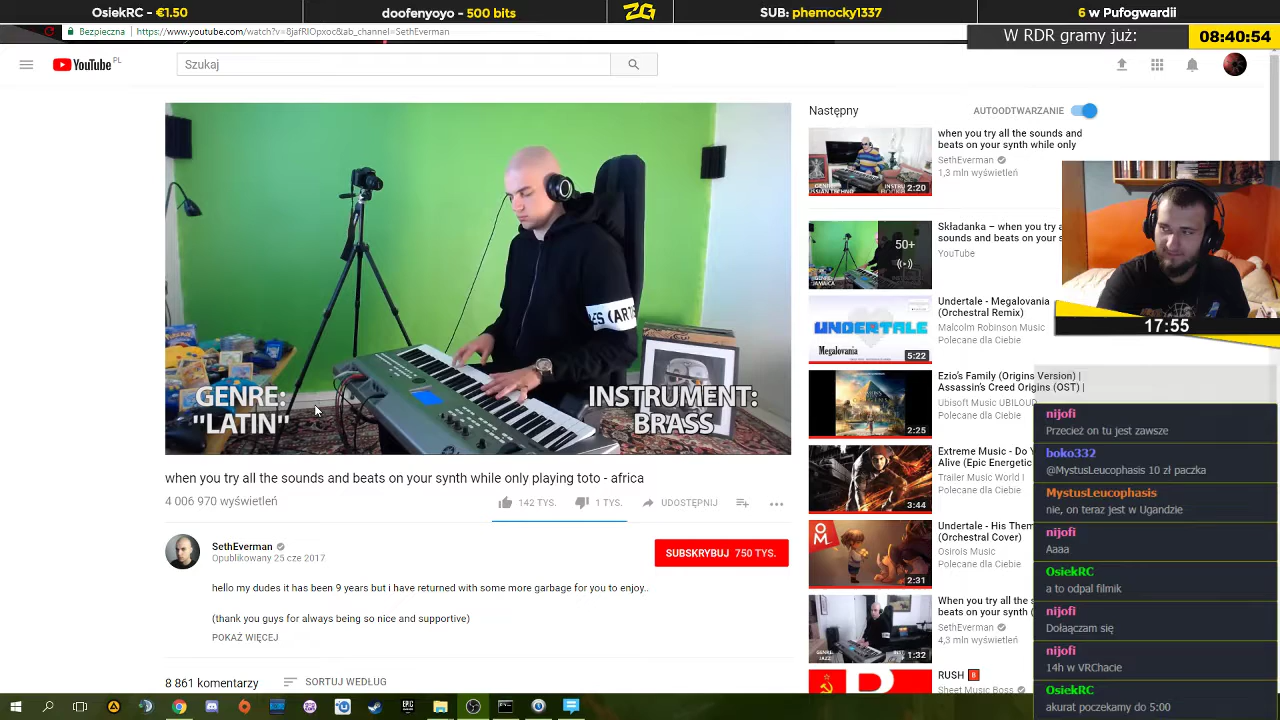 OsiekRC – €1.50
doofenyoyo – 500 bits
ZG
SUB: phemocky1337
6 w Pufogwardii
Bezpieczna
https://www.youtube.com/watch?v=8jafRlOpxoc&ab_channel=SethEverman
W RDR gramy już:
08:40:54
YouTube PL
Szukaj
GENRE:
"LATIN"
INSTRUMENT:
BRASS
when you try all the sounds and beats on your synth while only playing toto - africa
4 006 970 wyświetleń
142 TYS.
1 TYS.
UDOSTĘPNIJ
SethEverman
Opublikowany 25 cze 2017
SUBSKRYBUJ 750 TYS.
hello my dudes it has been 9 years but i have returned with some more garbage for you to enjoy..
(thank you guys for always being so nice and supportive)
POKAŻ WIĘCEJ
8 861 komentarzy
SORTUJ WEDŁUG
Następny
AUTOODTWARZANIE
2:20
when you try all the sounds and
beats on your synth while only
SethEverman
1,3 mln wyświetleń
50+
Składanka – when you try a
sounds and beats on your s
YouTube
UNDERTALE
Megalovania
5:22
Undertale - Megalovania
(Orchestral Remix)
Malcolm Robinson Music
Polecane dla Ciebie
2:25
Ezio's Family (Origins Version) |
Assassin's Creed Origins (OST) |
Ubisoft Music UBILOUD
Polecane dla Ciebie
3:44
Extreme Music - Do Y
Alive (Epic Energetic
Trailer Music World I
Polecane dla Ciebie
OM
2:31
Undertale - His Them
(Orchestral Cover)
Osirois Music
Polecane dla Ciebie
1:32
When you try all the s
beats on your synth (
SethEverman
4,3 mln wyświetleń
RUSH
Sheet Music Boss
17:55
nijofi
Przecież on tu jest zawsze
boko332
@MystusLeucophasis 10 zł paczka
MystusLeucophasis
nie, on teraz jest w Ugandzie
nijofi
Aaaa
OsiekRC
a to odpal filmik
nijofi
Dołaączam się
nijofi
14h w VRChacie
OsiekRC
akurat poczekamy do 5:00